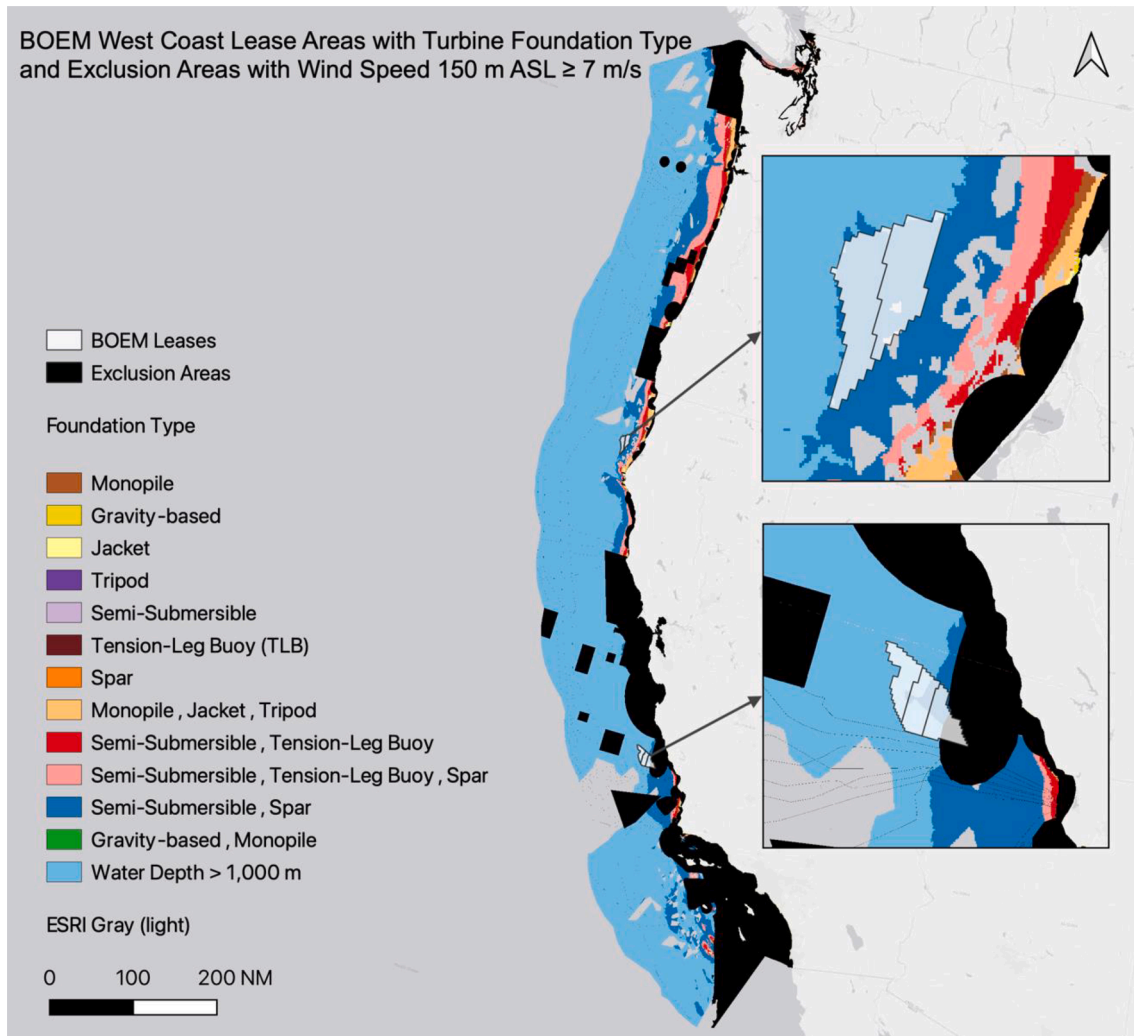 BOEM West Coast Lease Areas with Turbine Foundation Type
and Exclusion Areas with Wind Speed 150 m ASL ≥ 7 m/s
BOEM Leases
Exclusion Areas
Foundation Type
Monopile
Gravity-based
Jacket
Tripod
Semi-Submersible
Tension-Leg Buoy (TLB)
Spar
Monopile , Jacket , Tripod
Semi-Submersible , Tension-Leg Buoy
Semi-Submersible , Tension-Leg Buoy , Spar
Semi-Submersible , Spar
Gravity-based , Monopile
Water Depth > 1,000 m
ESRI Gray (light)
0 100 200 NM